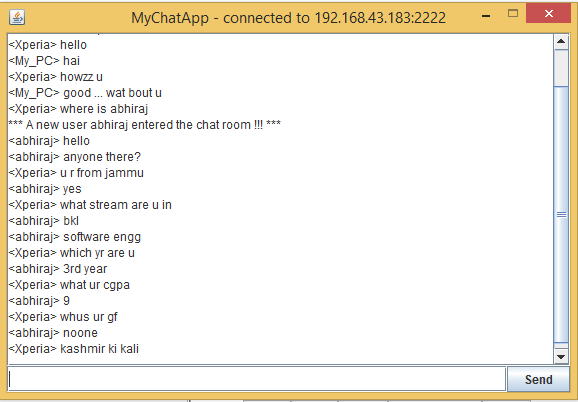 MyChatApp - connected to 192.168.43.183:2222
<Xperia> hello
<My_PC> hai
<Xperia> howzz u
<My_PC> good ... wat bout u
<Xperia> where is abhiraj
*** A new user abhiraj entered the chat room !!! ***
<abhiraj> hello
<abhiraj> anyone there?
<Xperia> u r from jammu
<abhiraj> yes
<Xperia> what stream are u in
<abhiraj> bkl
<abhiraj> software engg
<Xperia> which yr are u
<abhiraj> 3rd year
<Xperia> what ur cgpa
<abhiraj> 9
<Xperia> whus ur gf
<abhiraj> noone
<Xperia> kashmir ki kali
Send